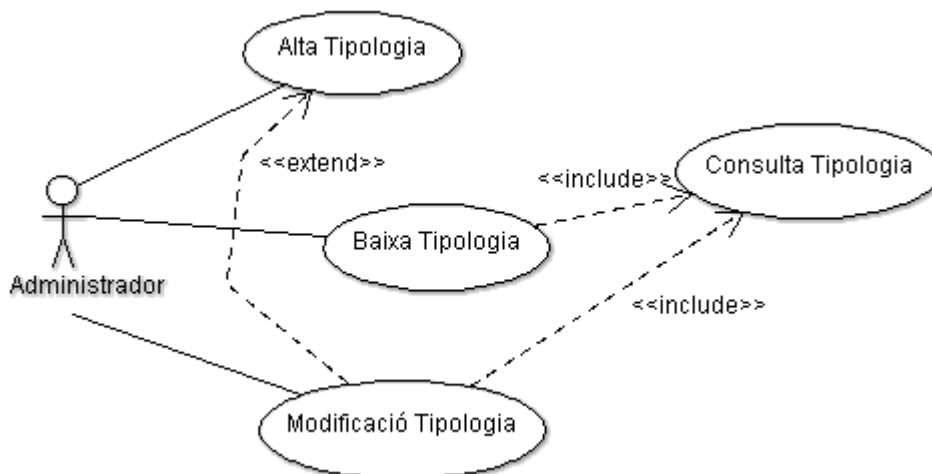 Alta Tipologia
<<extend>>
Consulta Tipologia
<<include>>
Baixa Tipologia
Administrador
<<include>>
Modificació Tipologia